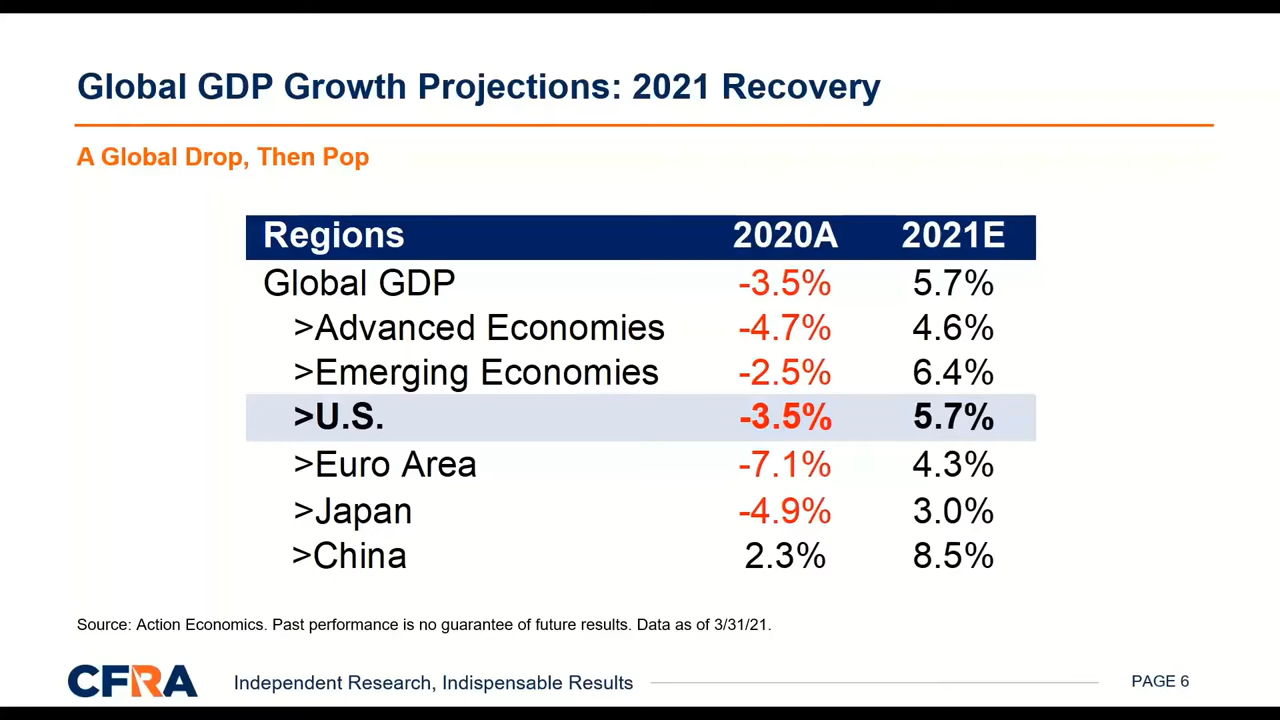 Global GDP Growth Projections: 2021 Recovery
A Global Drop, Then Pop
Regions 2020A 2021E
Global GDP -3.5% 5.7%
>Advanced Economies -4.7% 4.6%
>Emerging Economies -2.5% 6.4%
>U.S. -3.5% 5.7%
>Euro Area -7.1% 4.3%
>Japan -4.9% 3.0%
>China 2.3% 8.5%
Source: Action Economics. Past performance is no guarantee of future results. Data as of 3/31/21.
CFRA Independent Research, Indispensable Results PAGE 6